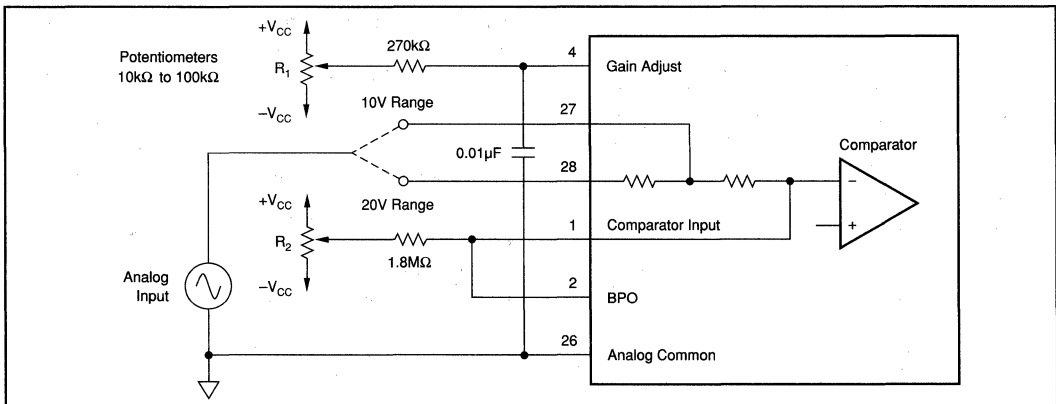 +VCC
270kΩ
4
Gain Adjust
Potentiometers
10kΩ to 100kΩ
R1
–VCC
10V Range
27
Comparator
0.01µF
28
–
+
+VCC
20V Range
1
Comparator Input
R2
1.8MΩ
Analog
Input
–VCC
2
BPO
26
Analog Common